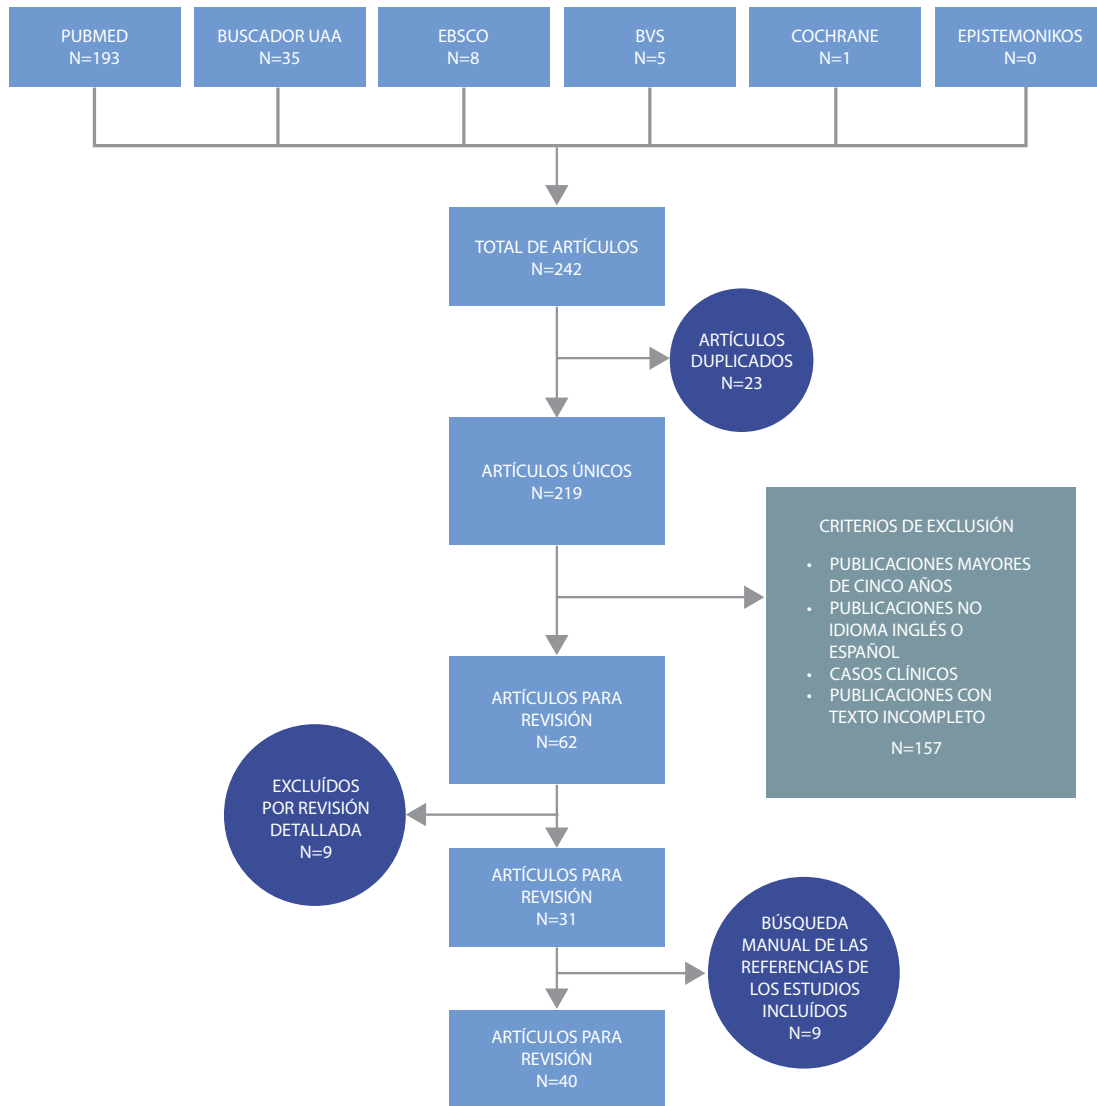 PUBMED
N=193
BUSCADOR UAA
N=35
EBSCO
N=8
BVS
N=5
COCHRANE
N=1
EPISTEMONIKOS
N=0
TOTAL DE ARTÍCULOS
N=242
ARTÍCULOS
DUPLICADOS
N=23
ARTÍCULOS ÚNICOS
N=219
CRITERIOS DE EXCLUSIÓN
• PUBLICACIONES MAYORES
DE CINCO AÑOS
• PUBLICACIONES NO
IDIOMA INGLÉS O
ESPAÑOL
• CASOS CLÍNICOS
• PUBLICACIONES CON
TEXTO INCOMPLETO
N=157
ARTÍCULOS PARA
REVISIÓN
N=62
EXCLUÍDOS
POR REVISIÓN
DETALLADA
N=9
ARTÍCULOS PARA
REVISIÓN
N=31
BÚSQUEDA
MANUAL DE LAS
REFERENCIAS DE
LOS ESTUDIOS
INCLUÍDOS
N=9
ARTÍCULOS PARA
REVISIÓN
N=40